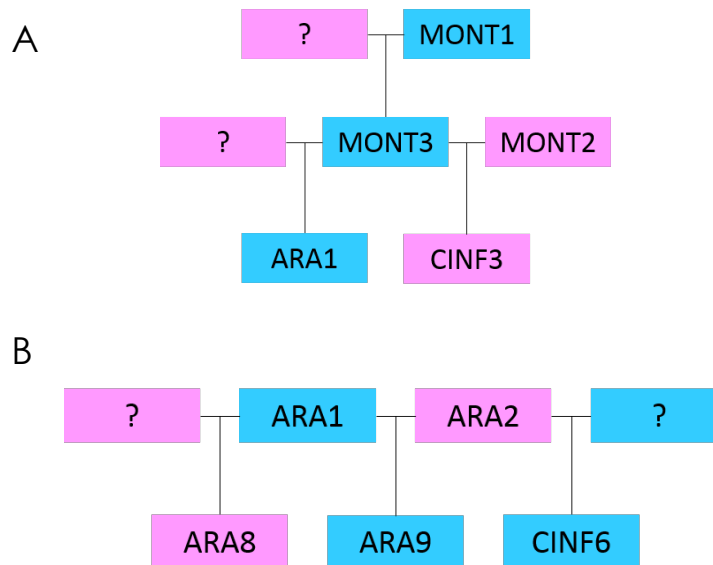 A
? MONT1
? MONT3 MONT2
ARA1 CINF3
B
? ARA1 ARA2 ?
ARA8 ARA9 CINF6